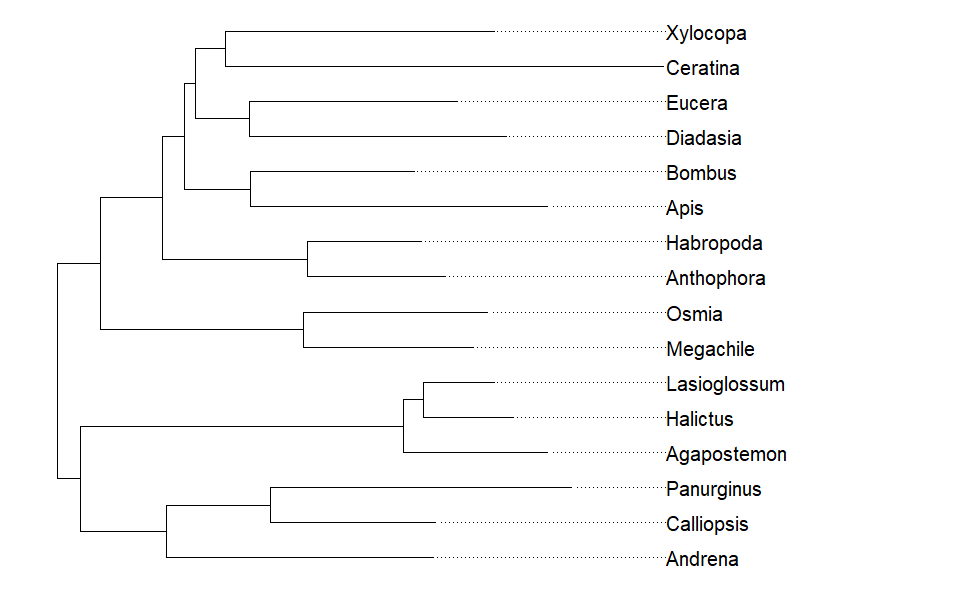 Xylocopa
Ceratina
Eucera
Diadasia
Bombus
Apis
Habropoda
Anthophora
Osmia
Megachile
Lasioglossum
Halictus
Agapostemon
Panurginus
Calliopsis
Andrena